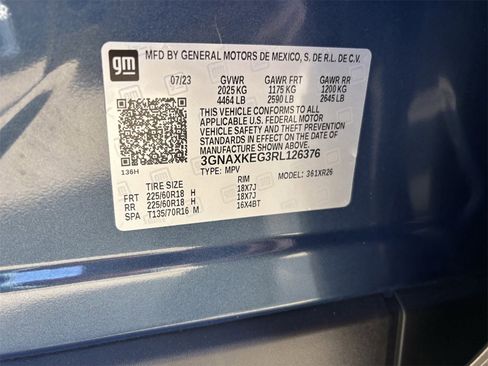 gm
MFD BY GENERAL MOTORS DE MEXICO, S. DE R.L. DE C.V.
07/23 GVWR GAWR FRT GAWR RR
2025 KG 1175 KG 1200 KG
4464 LB 2590 LB 2645 LB
THIS VEHICLE CONFORMS TO ALL
APPLICABLE U.S. FEDERAL MOTOR
VEHICLE SAFETY, BUMPER, AND THEFT
PREVENTION STANDARDS IN EFFECT ON
THE DATE OF MANUFACTURE SHOWN ABOVE.
3GNAXKEG3RL126376
136H TYPE: MPV MODEL: 361XR26
TIRE SIZE RIM
FRT 225/60R18 H 18X7J
RR 225/60R18 H 18X7J
SPA T135/70R16 M 16X4BT